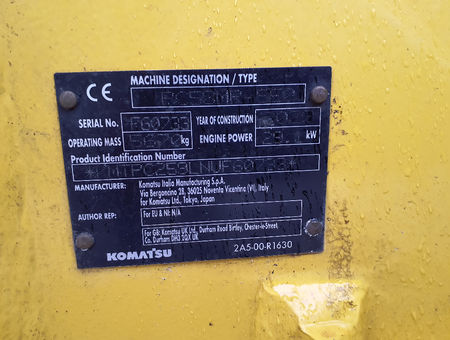 CE MACHINE DESIGNATION / TYPE
SERIAL No.
YEAR OF CONSTRUCTION
OPERATING MASS kg
ENGINE POWER kW
Product Identification Number
MANUFACTURER: Komatsu Italia Manufacturing SpA
Via Bergoncino 28, 36025 Noventa Vicentina (VI), Italy
for Komatsu Ltd., Tokyo, Japan
AUTHOR REP: For EU & NI: N/A
For GB: Komatsu UK Ltd., Durham Road Birtley, Chester-le-Street,
Co. Durham DH3 2QX UK
KOMATSU 2A5-00-R1630